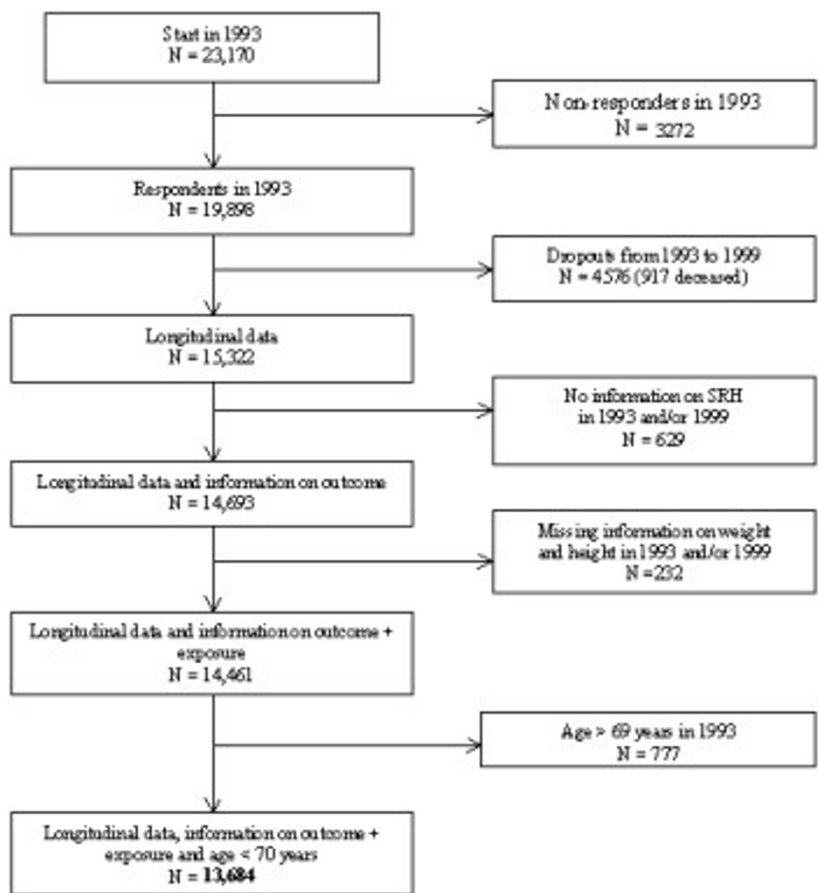 Start in 1993
N = 23,170
Non-responders in 1993
N = 3272
Respondents in 1993
N = 19,898
Dropouts from 1993 to 1999
N = 4576 (917 deceased)
Longitudinal data
N = 15,322
No information on SRH
in 1993 and/or 1999
N = 629
Longitudinal data and information on outcome
N = 14,693
Missing information on weight
and height in 1993 and/or 1999
N =232
Longitudinal data and information on outcome +
exposure
N = 14,461
Age > 69 years in 1993
N = 777
Longitudinal data, information on outcome +
exposure and age < 70 years
N = 13,684